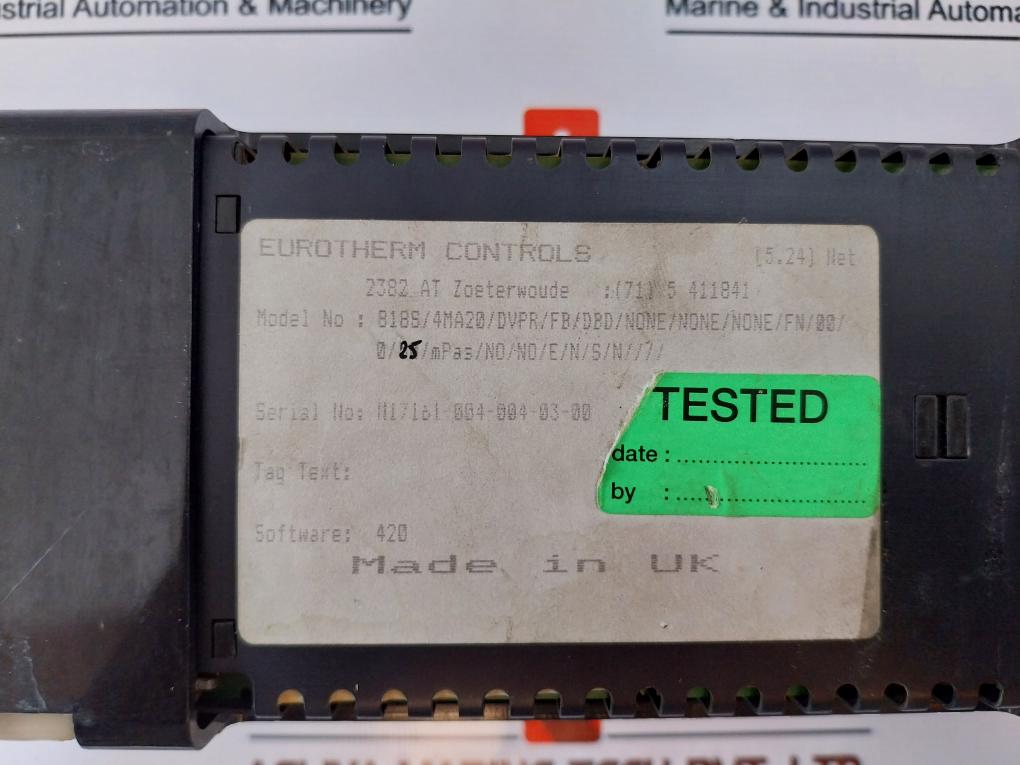 strial Automation & Machinery
Marine & Industrial Automa
EUROTHERM CONTROLS
[5.24] Net
2382 AT Zoeterwoude :(71) 5 411841
Model No : 818S/4MA20/DVPR/FB/DBD/NONE/NONE/NONE/FN/00/
0/25/mPas/NO/NO/E/N/S/N//7/
Serial No: M17161-004-004-03-00
Tag Text:
Software: 420
Made in UK
TESTED
date : ................................
by : ................................